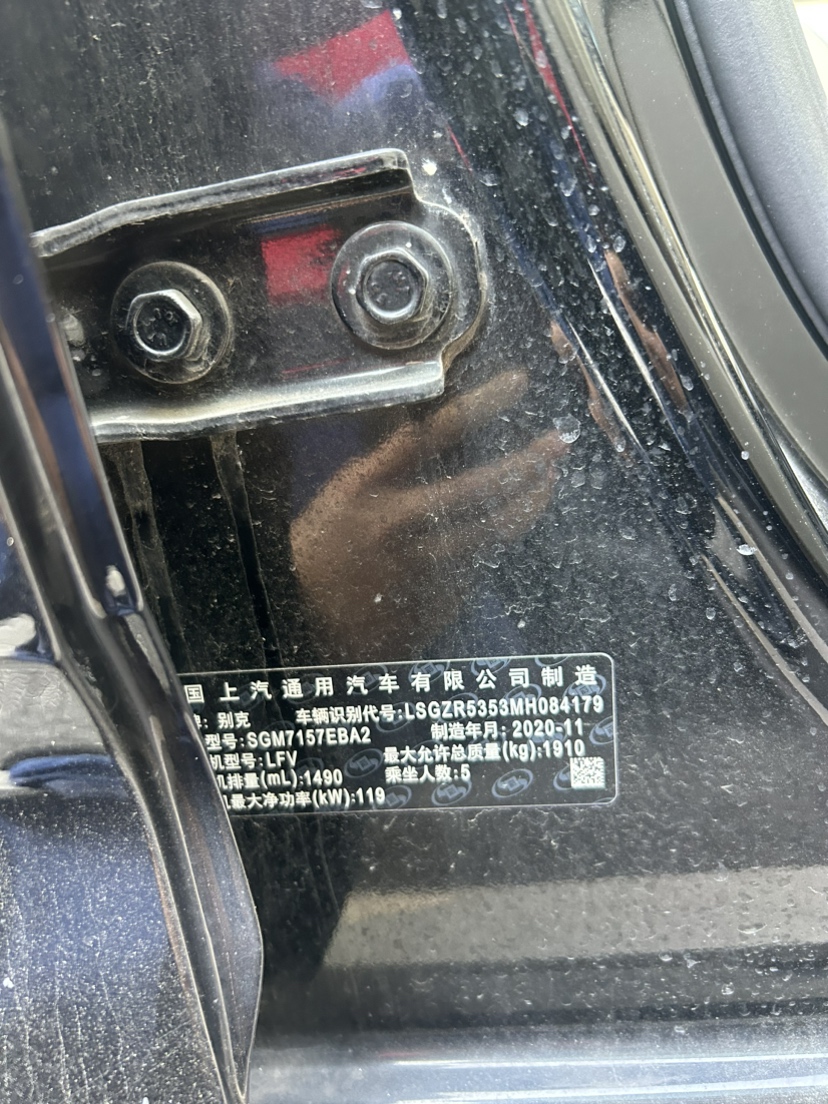 国上汽通用汽车有限公司制造
: 别克 车辆识别代号:LSGZR5353MH084179
型号:SGM7157EBA2 制造年月: 2020-11
机型号:LFV 最大允许总质量(kg):1910
机排量(mL):1490 乘坐人数:5
最大净功率(kW):119